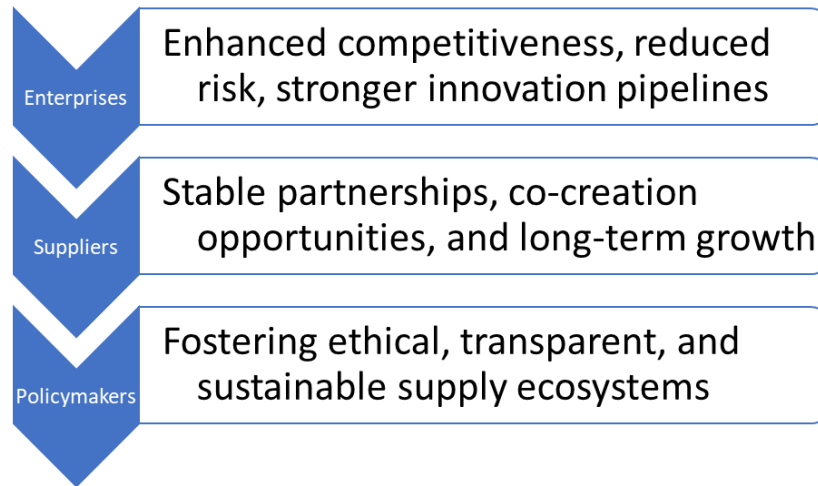 Enterprises
Enhanced competitiveness, reduced
risk, stronger innovation pipelines
Suppliers
Stable partnerships, co-creation
opportunities, and long-term growth
Policymakers
Fostering ethical, transparent, and
sustainable supply ecosystems